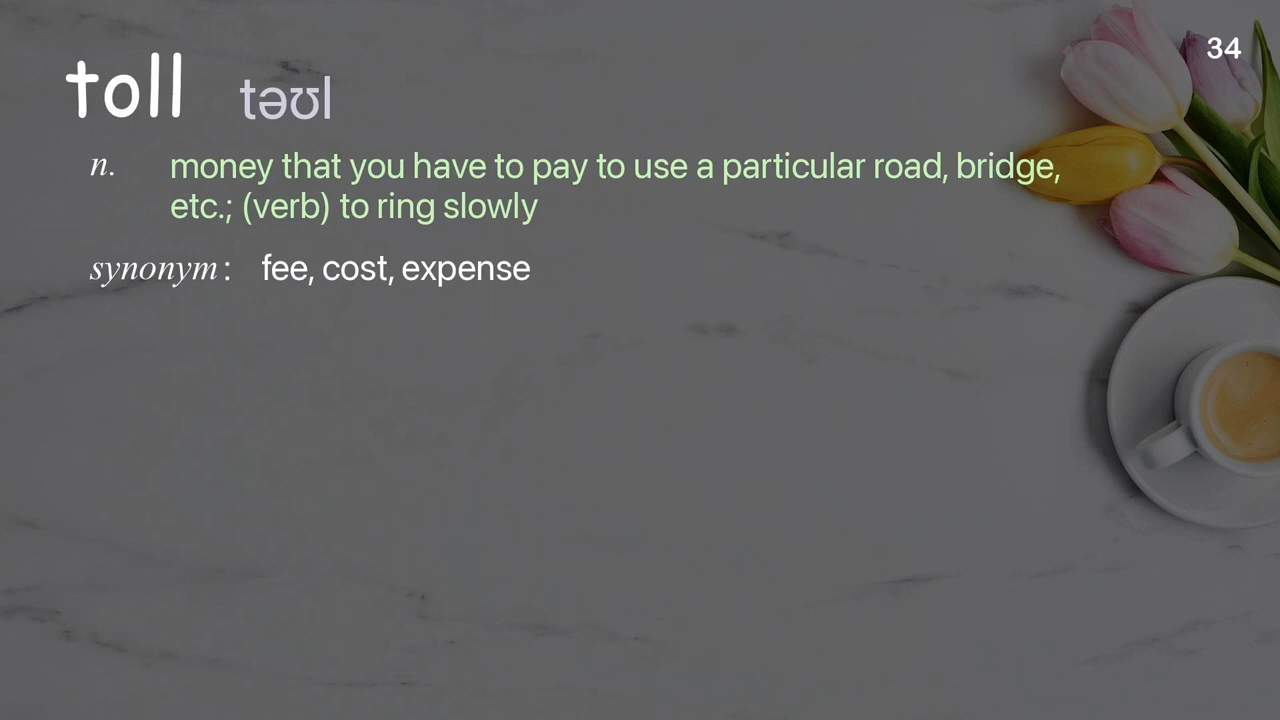 34
toll təʊl
n. money that you have to pay to use a particular road, bridge,
etc.; (verb) to ring slowly
synonym: fee, cost, expense